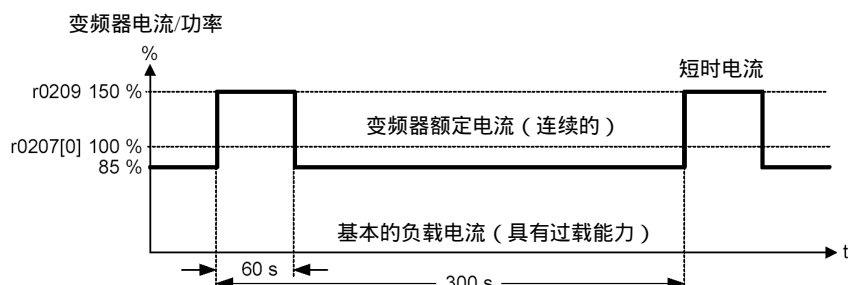 变频器电流/功率
%
短时电流
r0209 150 %
变频器额定电流（连续的）
r0207[0] 100 %
85 %
基本的负载电流（具有过载能力）
t
60 s
300 s